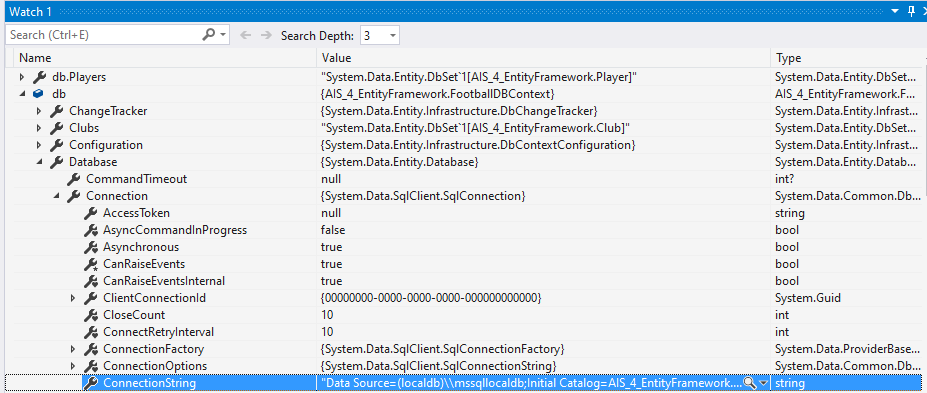 Watch 1
Search (Ctrl+E) Search Depth: 3
Name Value Type
db.Players "System.Data.Entity.DbSet`1[AIS_4_EntityFramework.Player]" System.Data.Entity.DbSet...
db {AIS_4_EntityFramework.FootballDBContext} AIS_4_EntityFramework.F...
ChangeTracker {System.Data.Entity.Infrastructure.DbChangeTracker} System.Data.Entity.Infrast...
Clubs "System.Data.Entity.DbSet`1[AIS_4_EntityFramework.Club]" System.Data.Entity.DbSet...
Configuration {System.Data.Entity.Infrastructure.DbContextConfiguration} System.Data.Entity.Infrast...
Database {System.Data.Entity.Database} System.Data.Entity.Datab...
CommandTimeout null int?
Connection {System.Data.SqlClient.SqlConnection} System.Data.Common.Db...
AccessToken null string
AsyncCommandInProgress false bool
Asynchronous true bool
CanRaiseEvents true bool
CanRaiseEventsInternal true bool
ClientConnectionId {00000000-0000-0000-0000-000000000000} System.Guid
CloseCount 10 int
ConnectRetryInterval 10 int
ConnectionFactory {System.Data.SqlClient.SqlConnectionFactory} System.Data.ProviderBase...
ConnectionOptions {System.Data.SqlClient.SqlConnectionString} System.Data.Common.Db...
ConnectionString "Data Source=(localdb)\\mssqllocaldb;Initial Catalog=AIS_4_EntityFramework.... string